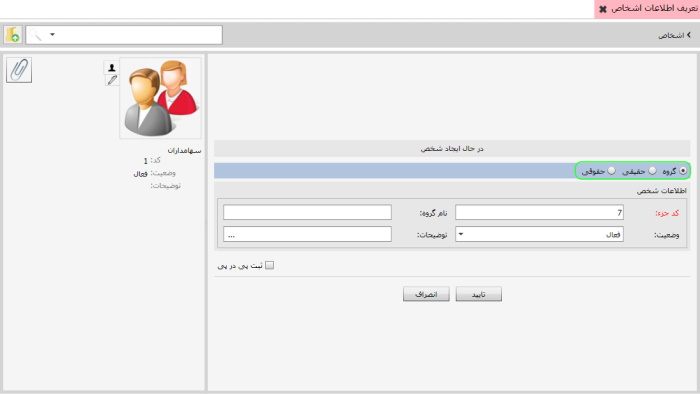 تعریف اطلاعات اشخاص
اشخاص
در حال ایجاد شخص
گروه حقیقی حقوقی
اطلاعات شخص
کد جزء: 7 نام گروه:
وضعیت: فعال توضیحات: ...
ثبت پی در پی
تایید انصراف
سهامداران
کد: 1
وضعیت: فعال
توضیحات: